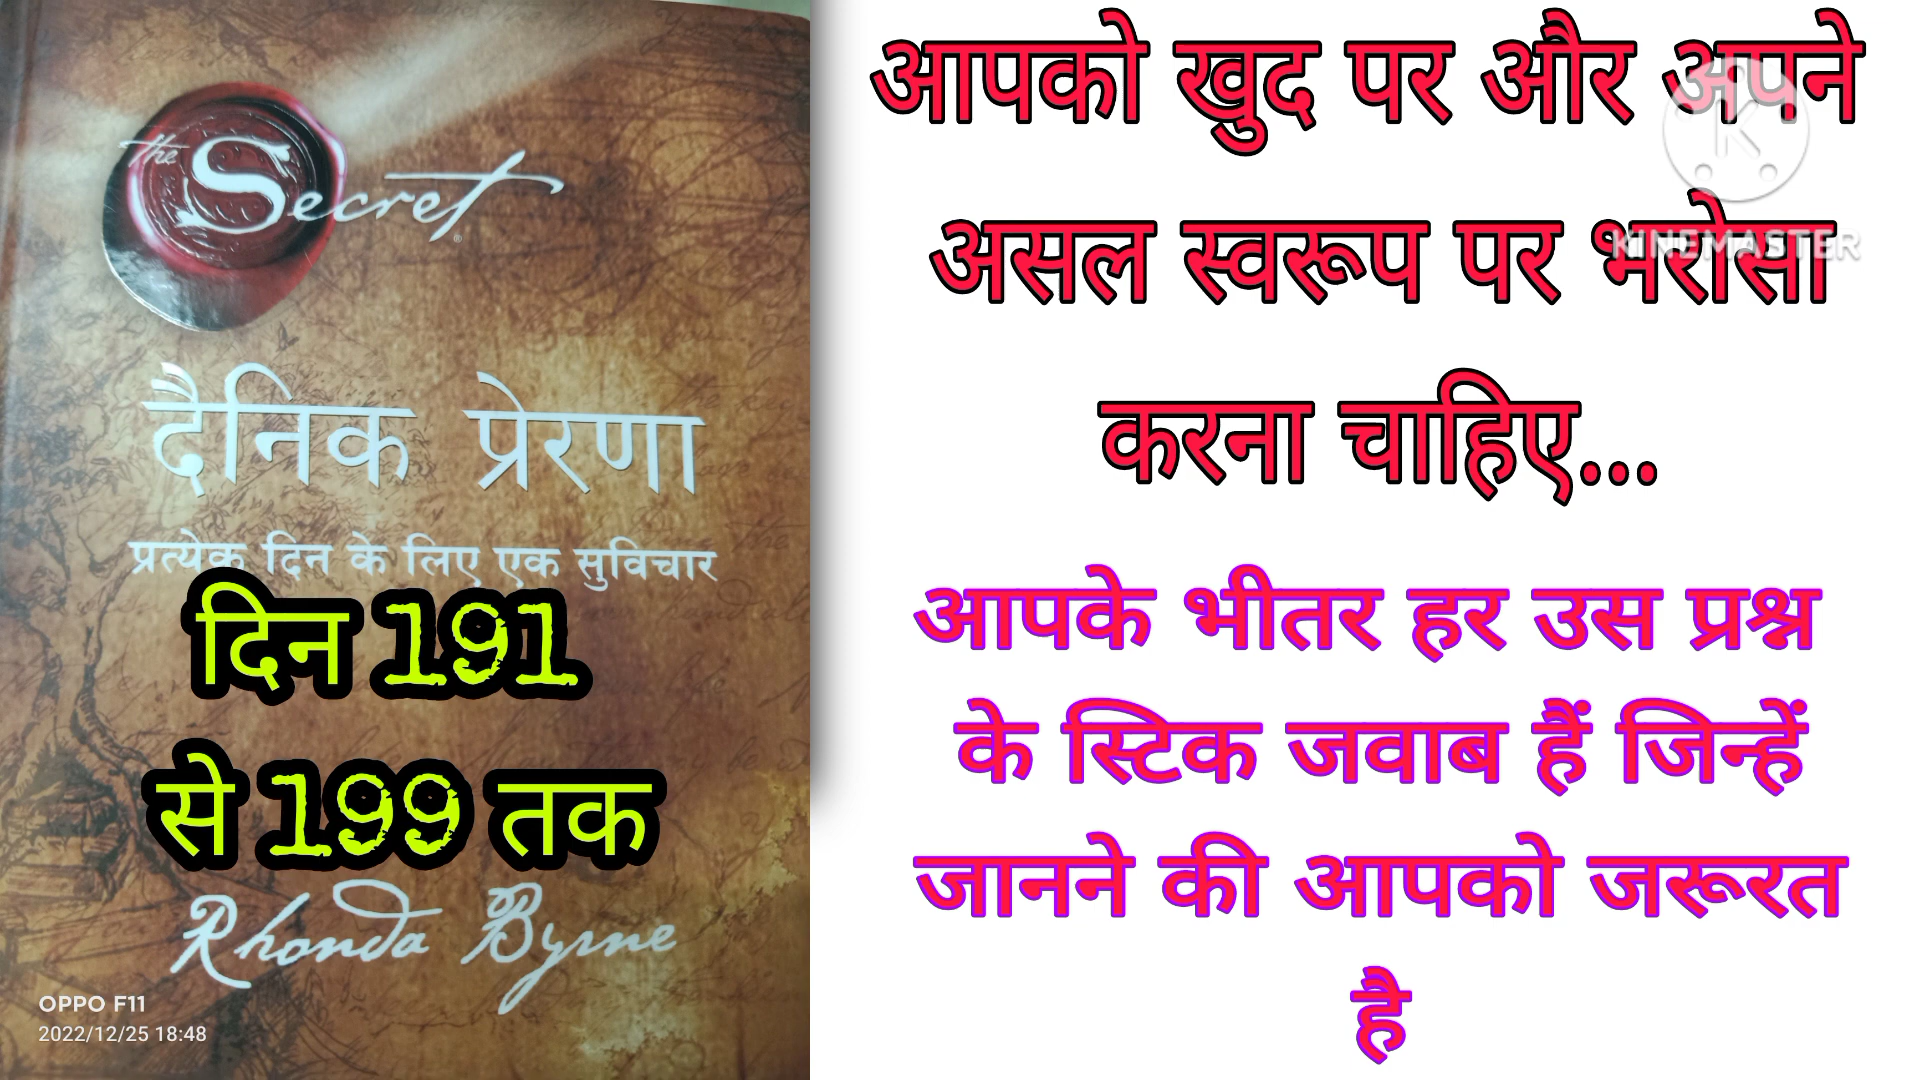 the Secret
दैनिक प्रेरणा
प्रत्येक दिन के लिए एक सुविचार
दिन 191
से 199 तक
Rhonda Byrne
OPPO F11
2022/12/25 18:48
आपको खुद पर और अपने
असल स्वरूप पर भरोसा
करना चाहिए...
आपके भीतर हर उस प्रश्न
के स्टिक जवाब हैं जिन्हें
जानने की आपको जरूरत
है
K
KINEMASTER